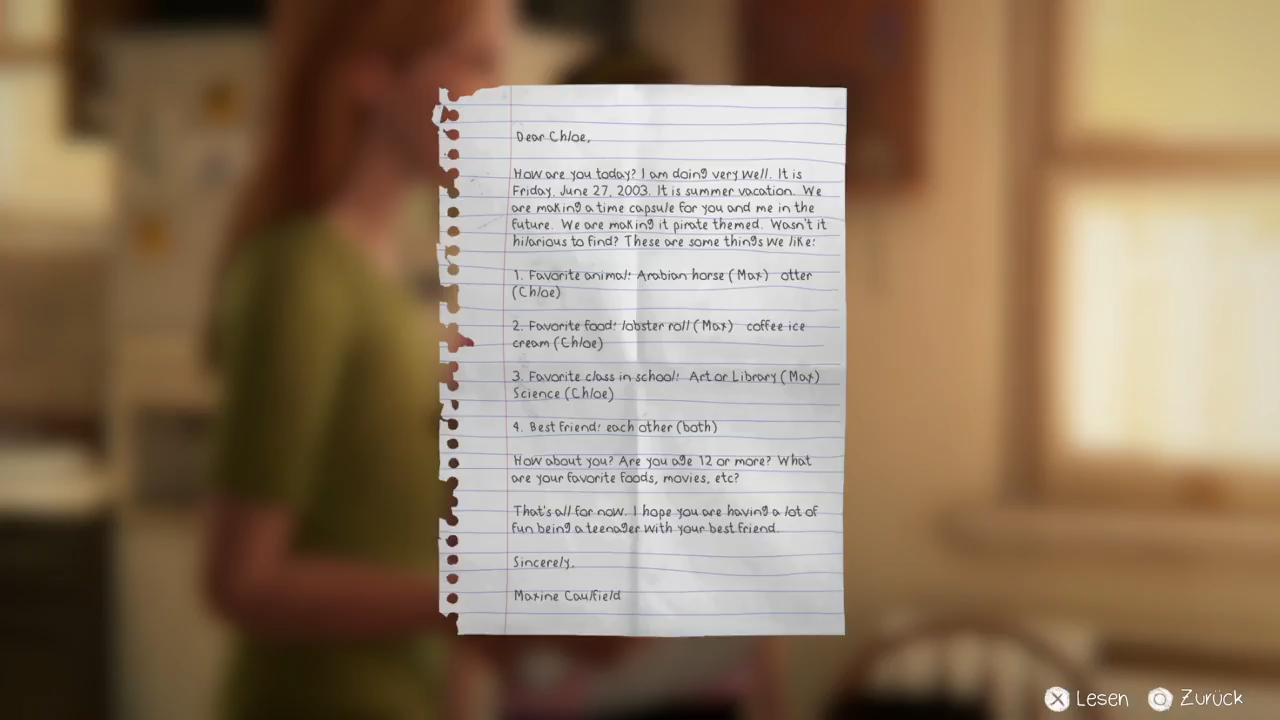 Dear Chloe,
How are you today? I am doing very well. It is
Friday, June 27, 2003. It is summer vacation. We
are making a time capsule for you and me in the
future. We are making it pirate themed. Wasn't it
hilarious to find? These are some things we like:
1. Favorite animal: Arabian horse (Max) otter
(Chloe)
2. Favorite food: lobster roll (Max) coffee ice
cream (Chloe)
3. Favorite class in school: Art or Library (Max)
Science (Chloe)
4. Best friend: each other (both)
How about you? Are you age 12 or more? What
are your favorite foods, movies, etc?
That's all for now. I hope you are having a lot of
fun being a teenager with your best friend.
Sincerely,
Maxine Caulfield
Lesen Zurück